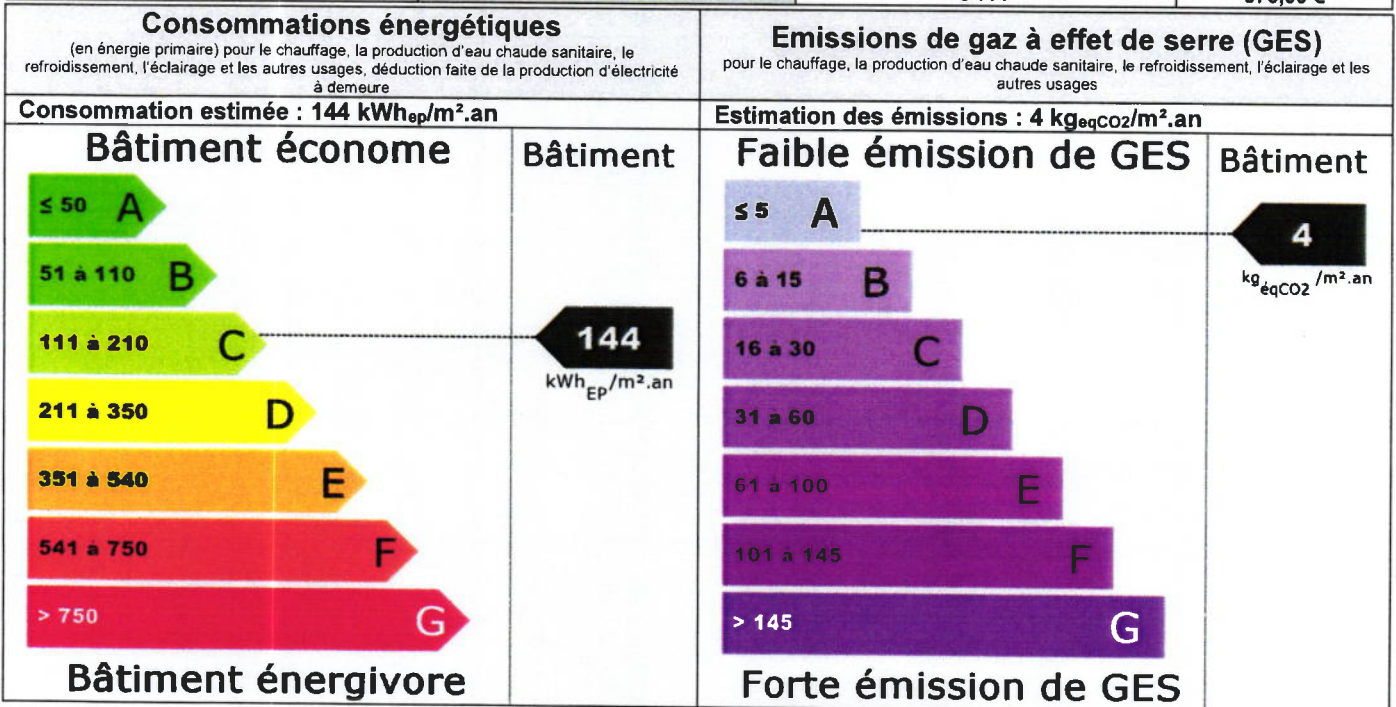 Consommations énergétiques
(en énergie primaire) pour le chauffage, la production d'eau chaude sanitaire, le
refroidissement, l'éclairage et les autres usages, déduction faite de la production d'électricité
à demeure
Consommation estimée : 144 kWhep/m².an
Bâtiment économe
Bâtiment
≤ 50 A
51 à 110 B
111 à 210 C
144
kWhEP/m².an
211 à 350 D
351 à 540 E
541 à 750 F
> 750 G
Bâtiment énergivore
Emissions de gaz à effet de serre (GES)
pour le chauffage, la production d'eau chaude sanitaire, le refroidissement, l'éclairage et les
autres usages
Estimation des émissions : 4 kgeqCO2/m².an
Faible émission de GES
Bâtiment
≤ 5 A
4
kgéqCO2/m².an
6 à 15 B
16 à 30 C
31 à 60 D
61 à 100 E
101 à 145 F
> 145 G
Forte émission de GES